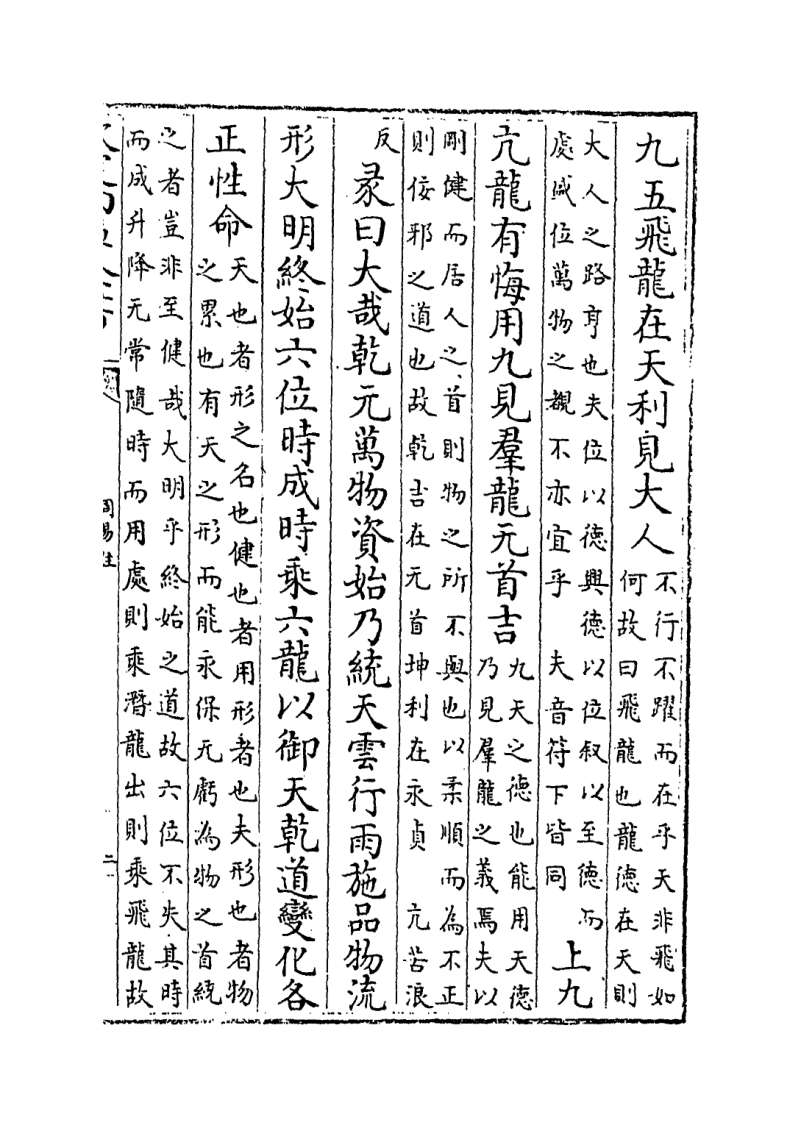 九五飛龍在天利見大人
不行不躍而在乎天非飛如
何故曰飛龍也龍德在天則
大人之路亨也夫位以德興德以位叙以至德而
處盛位萬物之覩不亦宜乎　夫音符下皆同
上九
亢龍有悔用九見羣龍无首吉
九天之德也能用天德
乃見羣龍之義焉夫以
剛健而居人之首則物之所不與也以柔順而為不正
則佞邪之道也故乾吉在无首坤利在永貞　亢苦浪
反
彖曰大哉乾元萬物資始乃統天雲行雨施品物流
形大明終始六位時成時乘六龍以御天乾道變化各
正性命
天也者形之名也健也者用形者也夫形也者物
之累也有天之形而能永保无虧為物之首統
之者豈非至健哉大明乎終始之道故六位不失其時
而成升降无常隨時而用處則乘潛龍出則乘飛龍故
周易注
二